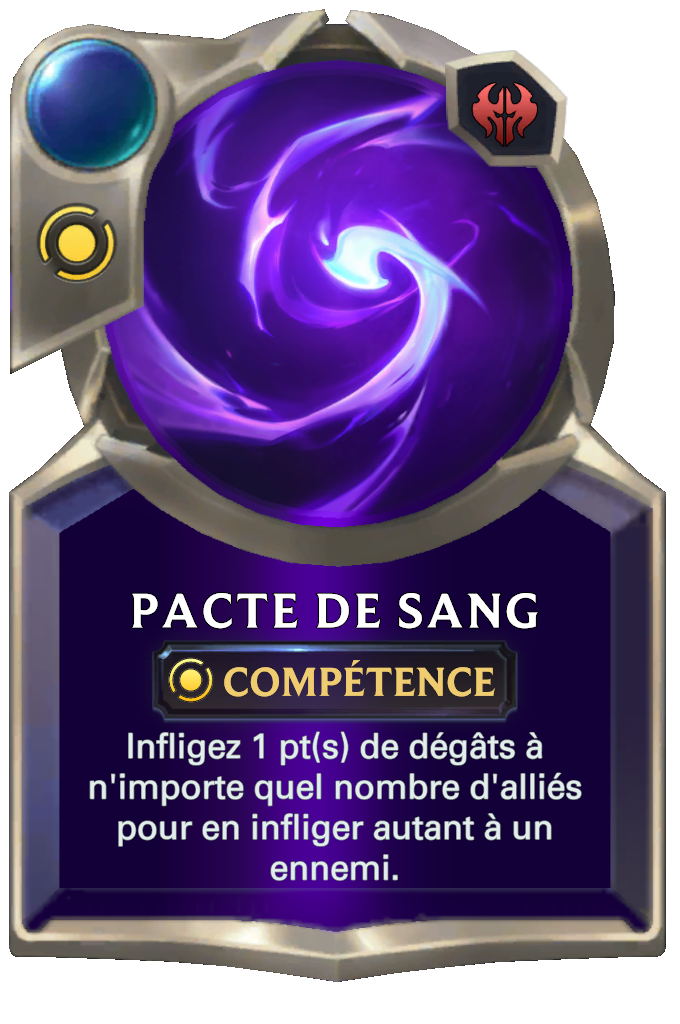 PACTE DE SANG
COMPÉTENCE
Infligez 1 pt(s) de dégâts à
n'importe quel nombre d'alliés
pour en infliger autant à un
ennemi.